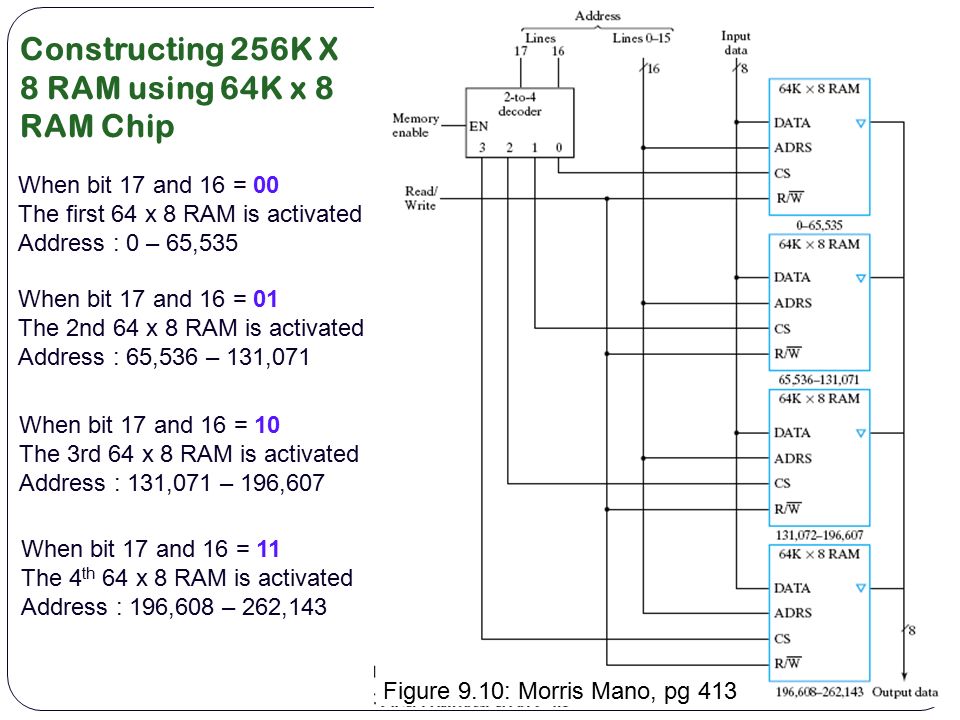 Constructing 256K X
8 RAM using 64K x 8
RAM Chip
When bit 17 and 16 = 00
The first 64 x 8 RAM is activated
Address : 0 – 65,535
When bit 17 and 16 = 01
The 2nd 64 x 8 RAM is activated
Address : 65,536 – 131,071
When bit 17 and 16 = 10
The 3rd 64 x 8 RAM is activated
Address : 131,071 – 196,607
When bit 17 and 16 = 11
The 4th 64 x 8 RAM is activated
Address : 196,608 – 262,143
Address
Lines
17 16
Lines 0–15
16
Input
data
8
2-to-4
decoder
Memory
enable
EN
3 2 1 0
Read/
Write
64K × 8 RAM
DATA
ADRS
CS
R/W̅
0–65,535
64K × 8 RAM
DATA
ADRS
CS
R/W̅
65,536–131,071
64K × 8 RAM
DATA
ADRS
CS
R/W̅
131,072–196,607
64K × 8 RAM
DATA
ADRS
CS
R/W̅
8
196,608–262,143 Output data
Figure 9.10: Morris Mano, pg 413